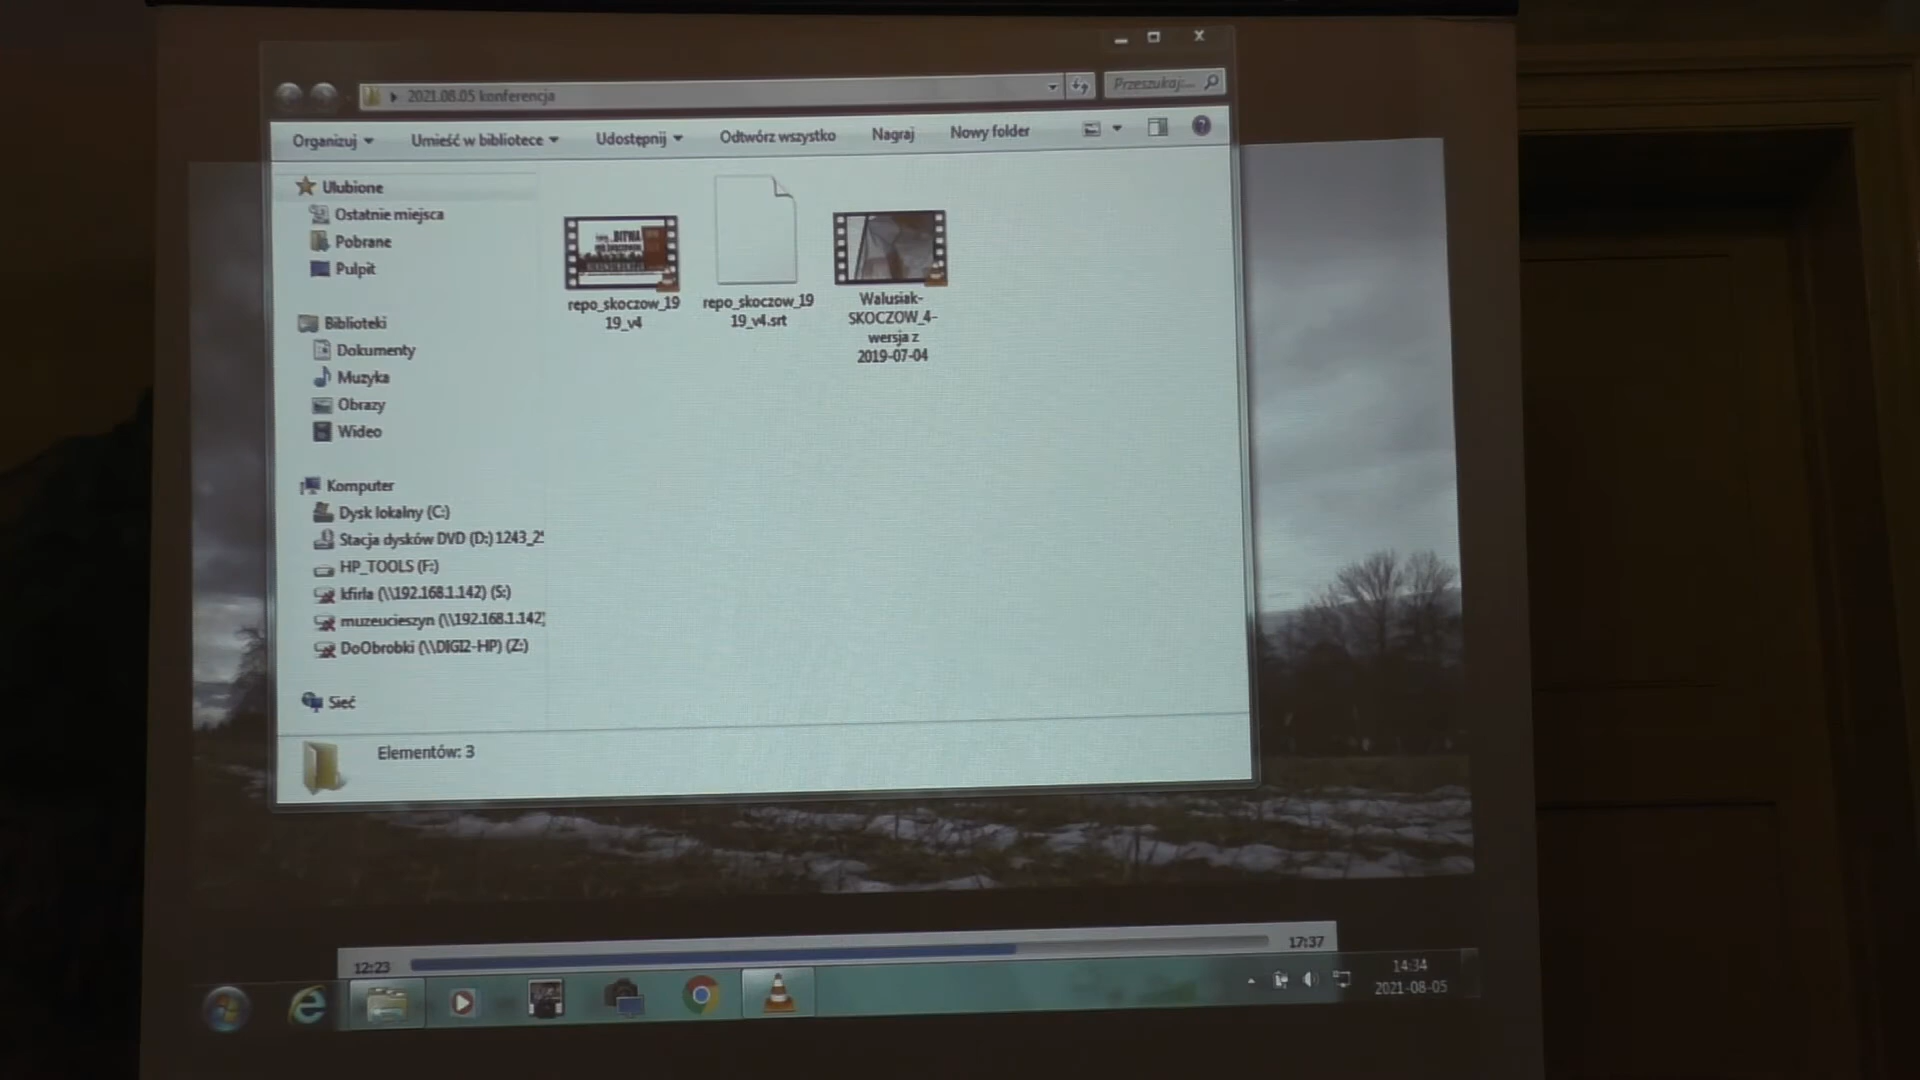 2021.08.05 konferencja
Przeszukaj:...
Organizuj
Umieść w bibliotece
Udostępnij
Odtwórz wszystko
Nagraj
Nowy folder
Ulubione
Ostatnie miejsca
Pobrane
Pulpit
Biblioteki
Dokumenty
Muzyka
Obrazy
Wideo
Komputer
Dysk lokalny (C:)
Stacja dysków DVD (D:) 1243_2
HP_TOOLS (F:)
kfirla (\\192.168.1.142) (S:)
muzeucieszyn (\\192.168.1.142)
DoObrobki (\\DIGI2-HP) (Z:)
Sieć
BITWA
repo_skoczow_19
19_v4
repo_skoczow_19
19_v4.srt
Walusiak-
SKOCZOW_4-
wersja z
2019-07-04
Elementów: 3
12:23
17:37
14:34
2021-08-05